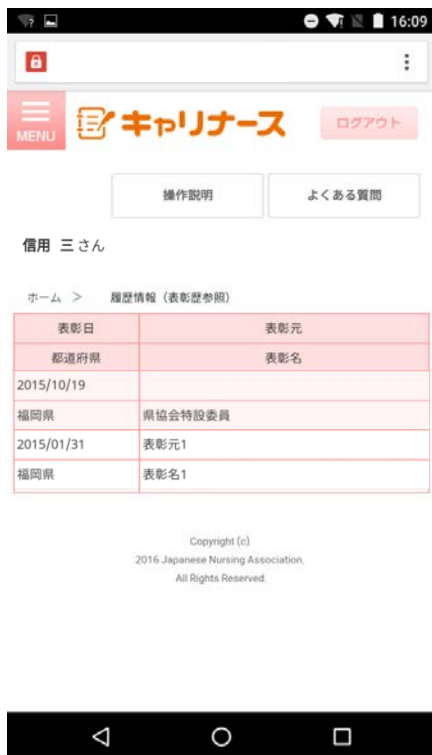 16:09
MENU
キャリナース
ログアウト
操作説明
よくある質問
信用 三さん
ホーム ＞ 履歴情報（表彰歴参照）
表彰日 表彰元
都道府県 表彰名
2015/10/19
福岡県 県協会特設委員
2015/01/31 表彰元1
福岡県 表彰名1
Copyright (c)
2016 Japanese Nursing Association,
All Rights Reserved.